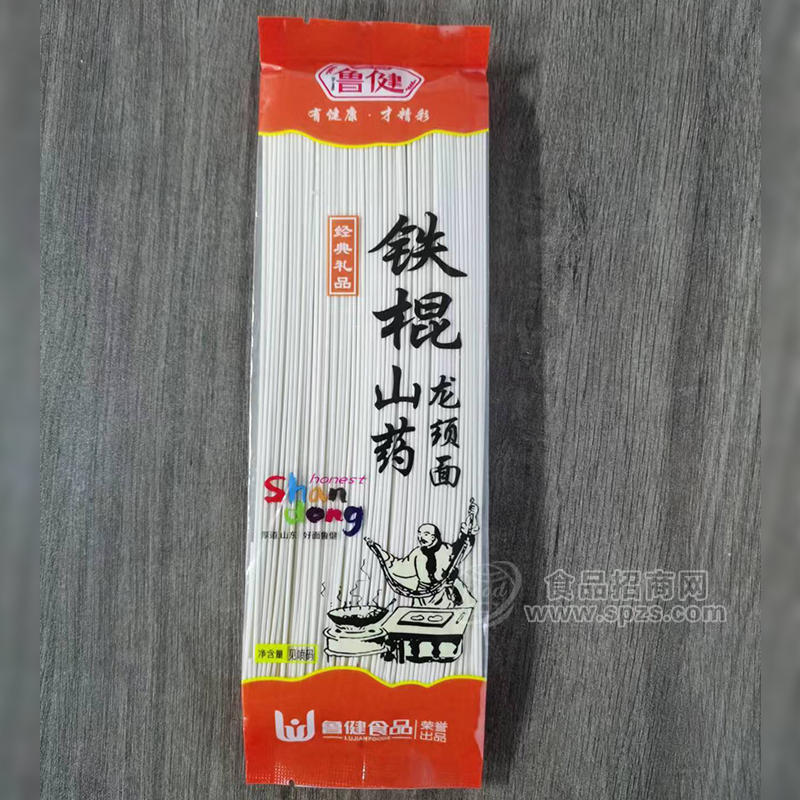 鲁健
有健康·才精彩
经典礼品
铁棍山药
龙须面
honest
Shan
dong
厚道山东 好面鲁健
净含量 见喷码
食品招商网
www.spzs.com
鲁健食品
LUJIANFOODS
荣誉
出品